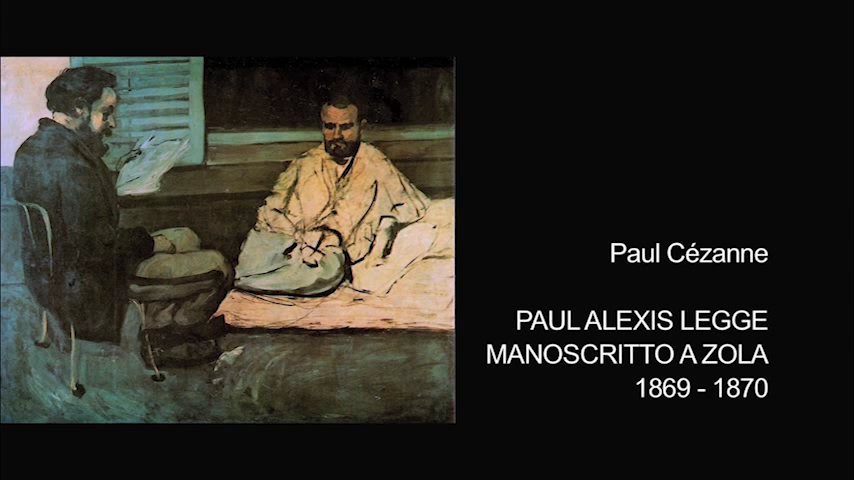 Paul Cézanne
PAUL ALEXIS LEGGE
MANOSCRITTO A ZOLA
1869 - 1870